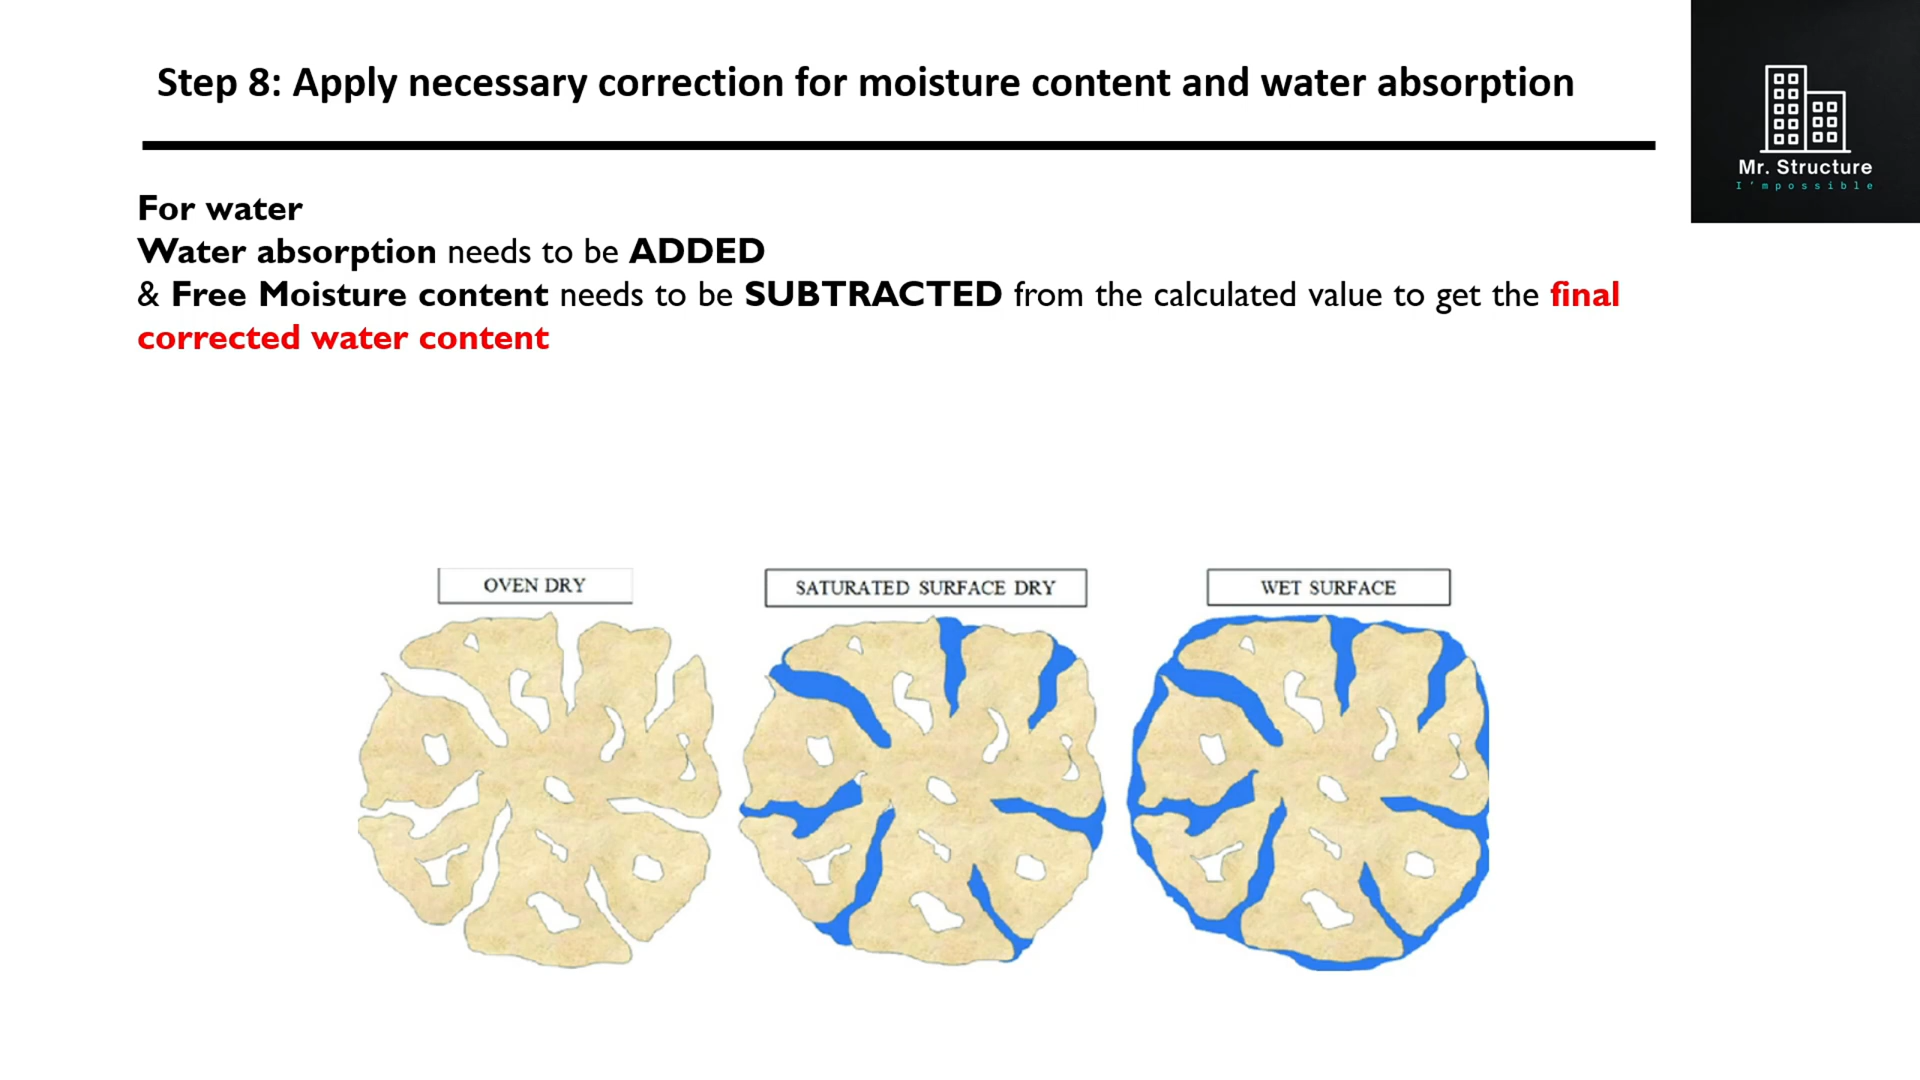 Step 8: Apply necessary correction for moisture content and water absorption
Mr. Structure
I'mpossible
For water
Water absorption needs to be ADDED
& Free Moisture content needs to be SUBTRACTED from the calculated value to get the final
corrected water content
OVEN DRY
SATURATED SURFACE DRY
WET SURFACE